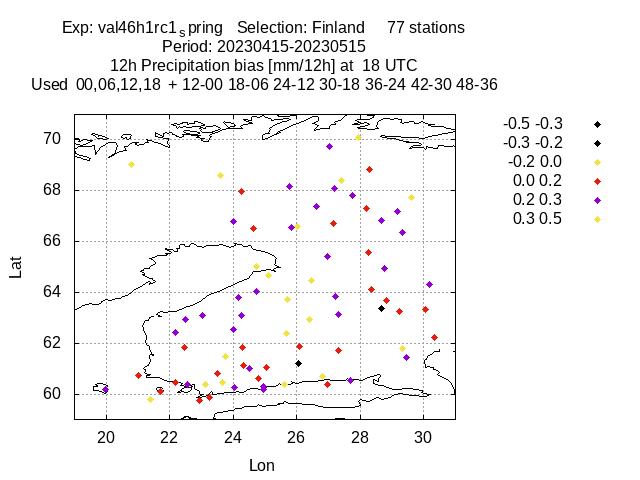 Exp: val46h1rc1spring   Selection: Finland     77 stations
Period: 20230415-20230515
12h Precipitation bias [mm/12h] at  18 UTC
Used  00,06,12,18  + 12-00 18-06 24-12 30-18 36-24 42-30 48-36
-0.5 -0.3
-0.3 -0.2
-0.2 0.0
0.0 0.2
0.2 0.3
0.3 0.5
70
68
66
64
62
60
Lat
20 22 24 26 28 30
Lon